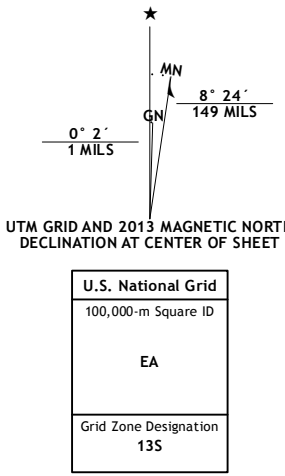 MN
GN
8° 24´
149 MILS
0° 2´
1 MILS
UTM GRID AND 2013 MAGNETIC NORTH
DECLINATION AT CENTER OF SHEET
U.S. National Grid
100,000-m Square ID
EA
Grid Zone Designation
13S